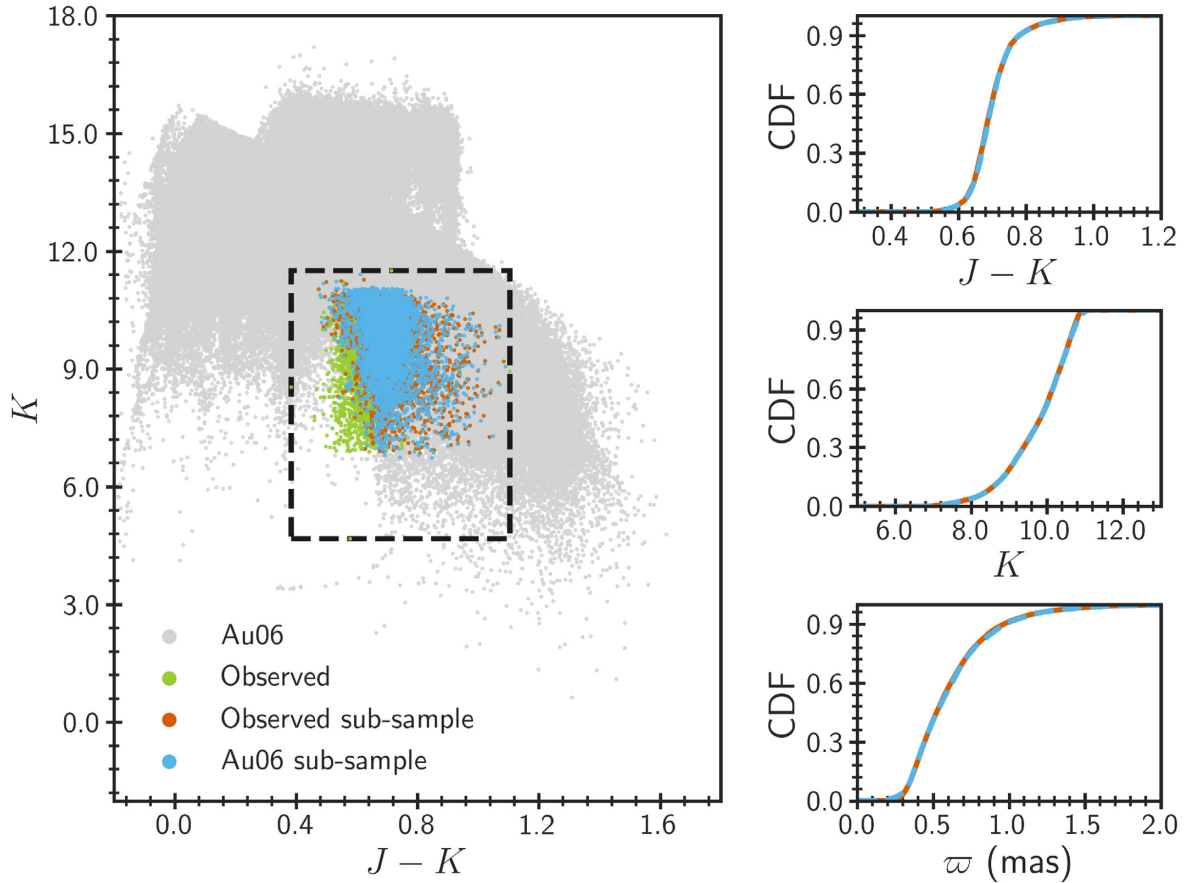 18.0
15.0
12.0
9.0
6.0
3.0
0.0
K
0.0 0.4 0.8 1.2 1.6
J − K
Au06
Observed
Observed sub-sample
Au06 sub-sample
0.9
0.6
0.3
0.0
CDF
0.4 0.6 0.8 1.0 1.2
J − K
0.9
0.6
0.3
0.0
CDF
6.0 8.0 10.0 12.0
K
0.9
0.6
0.3
0.0
CDF
0.0 0.5 1.0 1.5 2.0
ϖ (mas)